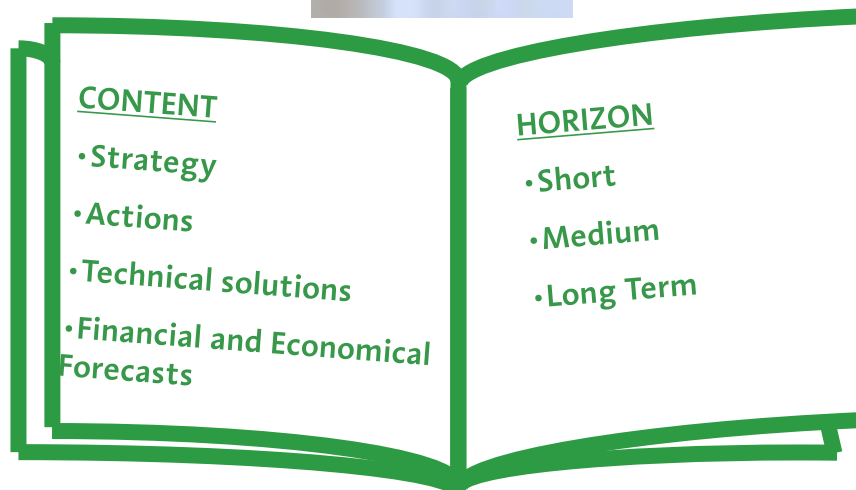 CONTENT
•Strategy
•Actions
•Technical solutions
•Financial and Economical
Forecasts
HORIZON
•Short
•Medium
•Long Term